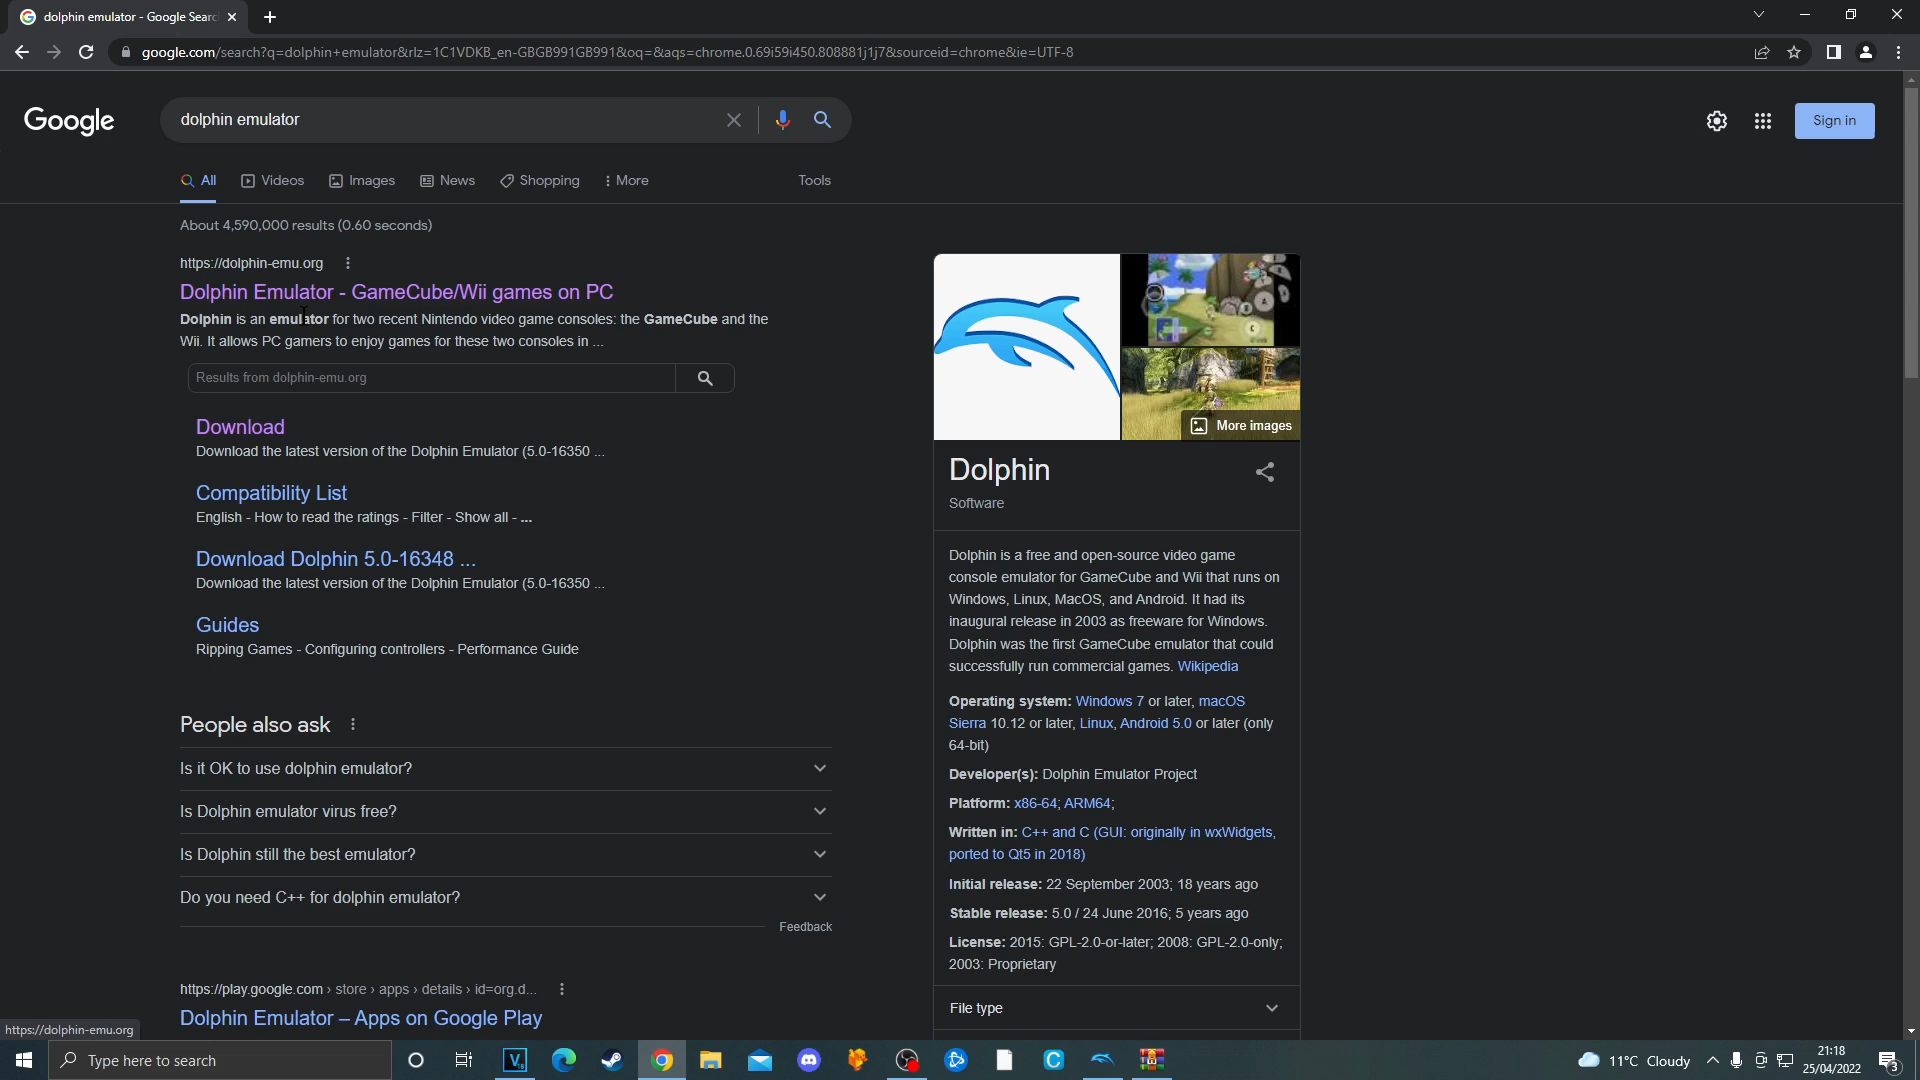 dolphin emulator - Google Searc
google.com/search?q=dolphin+emulator&rlz=1C1VDKB_en-GBGB991GB991&oq=&aqs=chrome.0.69i59i450.808881j1j7&sourceid=chrome&ie=UTF-8
Google
dolphin emulator
Sign in
All
Videos
Images
News
Shopping
More
Tools
About 4,590,000 results (0.60 seconds)
https://dolphin-emu.org
Dolphin Emulator - GameCube/Wii games on PC
Dolphin is an emulator for two recent Nintendo video game consoles: the GameCube and the
Wii. It allows PC gamers to enjoy games for these two consoles in ...
Results from dolphin-emu.org
Download
Download the latest version of the Dolphin Emulator (5.0-16350 ...
Compatibility List
English - How to read the ratings - Filter - Show all - ...
Download Dolphin 5.0-16348 ...
Download the latest version of the Dolphin Emulator (5.0-16350 ...
Guides
Ripping Games - Configuring controllers - Performance Guide
People also ask
Is it OK to use dolphin emulator?
Is Dolphin emulator virus free?
Is Dolphin still the best emulator?
Do you need C++ for dolphin emulator?
Feedback
https://play.google.com › store › apps › details › id=org.d...
Dolphin Emulator – Apps on Google Play
More images
Dolphin
Software
Dolphin is a free and open-source video game
console emulator for GameCube and Wii that runs on
Windows, Linux, MacOS, and Android. It had its
inaugural release in 2003 as freeware for Windows.
Dolphin was the first GameCube emulator that could
successfully run commercial games. Wikipedia
Operating system: Windows 7 or later, macOS
Sierra 10.12 or later, Linux, Android 5.0 or later (only
64-bit)
Developer(s): Dolphin Emulator Project
Platform: x86-64; ARM64;
Written in: C++ and C (GUI: originally in wxWidgets,
ported to Qt5 in 2018)
Initial release: 22 September 2003; 18 years ago
Stable release: 5.0 / 24 June 2016; 5 years ago
License: 2015: GPL-2.0-or-later; 2008: GPL-2.0-only;
2003: Proprietary
File type
https://dolphin-emu.org
Type here to search
11°C Cloudy
21:18
25/04/2022
3